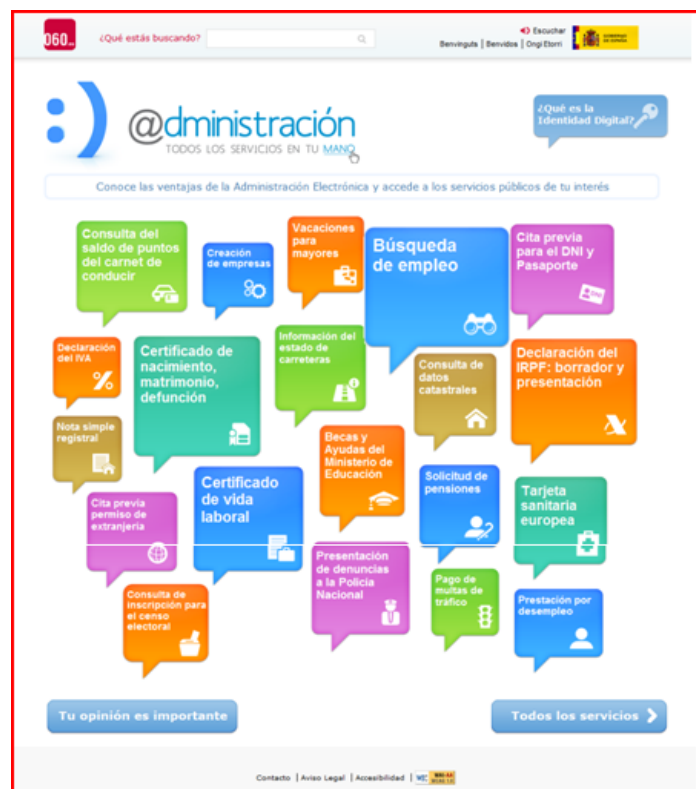 060.es
¿Qué estás buscando?
Escuchar
Benvinguts | Benvidos | Ongi Etorri
GOBIERNO
DE ESPAÑA
:) @dministración
TODOS LOS SERVICIOS EN TU MANO
¿Qué es la
Identidad Digital?
Conoce las ventajas de la Administración Electrónica y accede a los servicios públicos de tu interés
Consulta del
saldo de puntos
del carnet de
conducir
Creación
de empresas
Vacaciones
para
mayores
Búsqueda
de empleo
Cita previa
para el DNI y
Pasaporte
DNI
Declaración
del IVA
%
Certificado de
nacimiento,
matrimonio,
defunción
Información del
estado de
carreteras
Consulta de
datos
catastrales
Declaración del
IRPF: borrador y
presentación
Nota simple
registral
Becas y
Ayudas del
Ministerio de
Educación
Certificado
de vida
laboral
Solicitud de
pensiones
Tarjeta
sanitaria
europea
Cita previa
permiso de
extranjería
Presentación
de denuncias
a la Policía
Nacional
Pago de
multas de
tráfico
Consulta de
inscripción para
el censo
electoral
Prestación por
desempleo
Tu opinión es importante
Todos los servicios
Contacto | Aviso Legal | Accesibilidad |